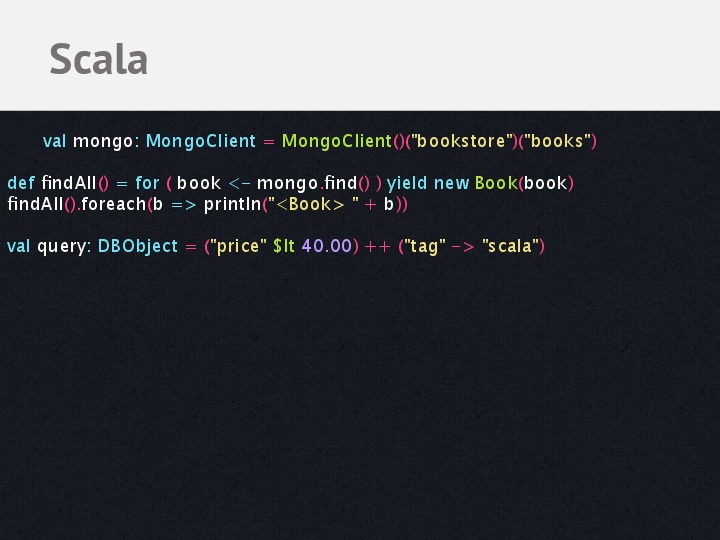 Scala
val mongo: MongoClient = MongoClient()("bookstore")("books")
def findAll() = for ( book <- mongo.find() ) yield new Book(book)
findAll().foreach(b => println("<Book> " + b))
val query: DBObject = ("price" $lt 40.00) ++ ("tag" -> "scala")